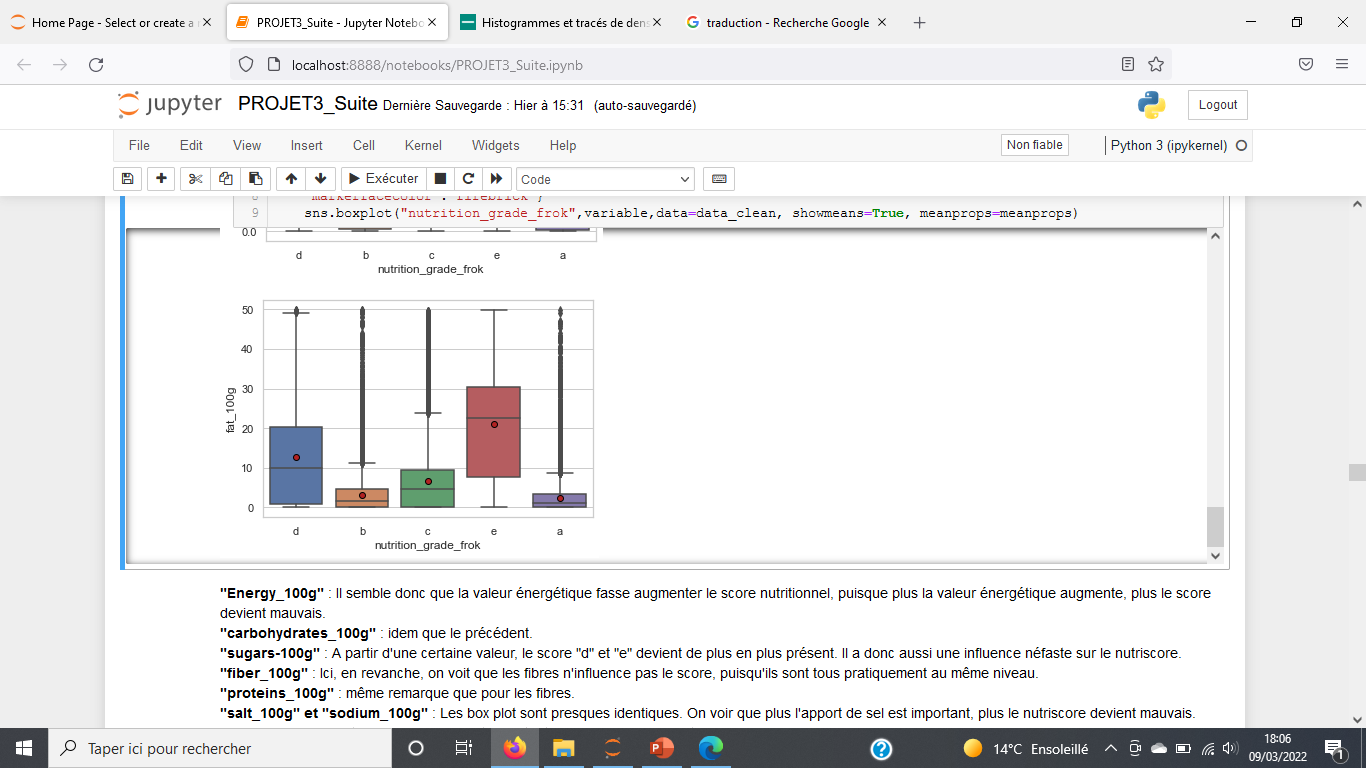 Home Page - Select or create a
PROJET3_Suite - Jupyter Notebo
Histogrammes et tracés de dens
traduction - Recherche Google
localhost:8888/notebooks/PROJET3_Suite.ipynb
jupyter PROJET3_Suite Dernière Sauvegarde : Hier à 15:31 (auto-sauvegardé)
Logout
File Edit View Insert Cell Kernel Widgets Help
Non fiable
Python 3 (ipykernel)
Exécuter
Code
9 sns.boxplot("nutrition_grade_frok",variable,data=data_clean, showmeans=True, meanprops=meanprops)
0.0
d b c e a
nutrition_grade_frok
50
40
30
20
10
0
fat_100g
d b c e a
nutrition_grade_frok
"Energy_100g" : Il semble donc que la valeur énergétique fasse augmenter le score nutritionnel, puisque plus la valeur énergétique augmente, plus le score
devient mauvais.
"carbohydrates_100g" : idem que le précédent.
"sugars-100g" : A partir d'une certaine valeur, le score "d" et "e" devient de plus en plus présent. Il a donc aussi une influence néfaste sur le nutriscore.
"fiber_100g" : Ici, en revanche, on voit que les fibres n'influence pas le score, puisqu'ils sont tous pratiquement au même niveau.
"proteins_100g" : même remarque que pour les fibres.
"salt_100g" et "sodium_100g" : Les box plot sont presques identiques. On voir que plus l'apport de sel est important, plus le nutriscore devient mauvais.
Taper ici pour rechercher
14°C Ensoleillé
18:06
09/03/2022
1